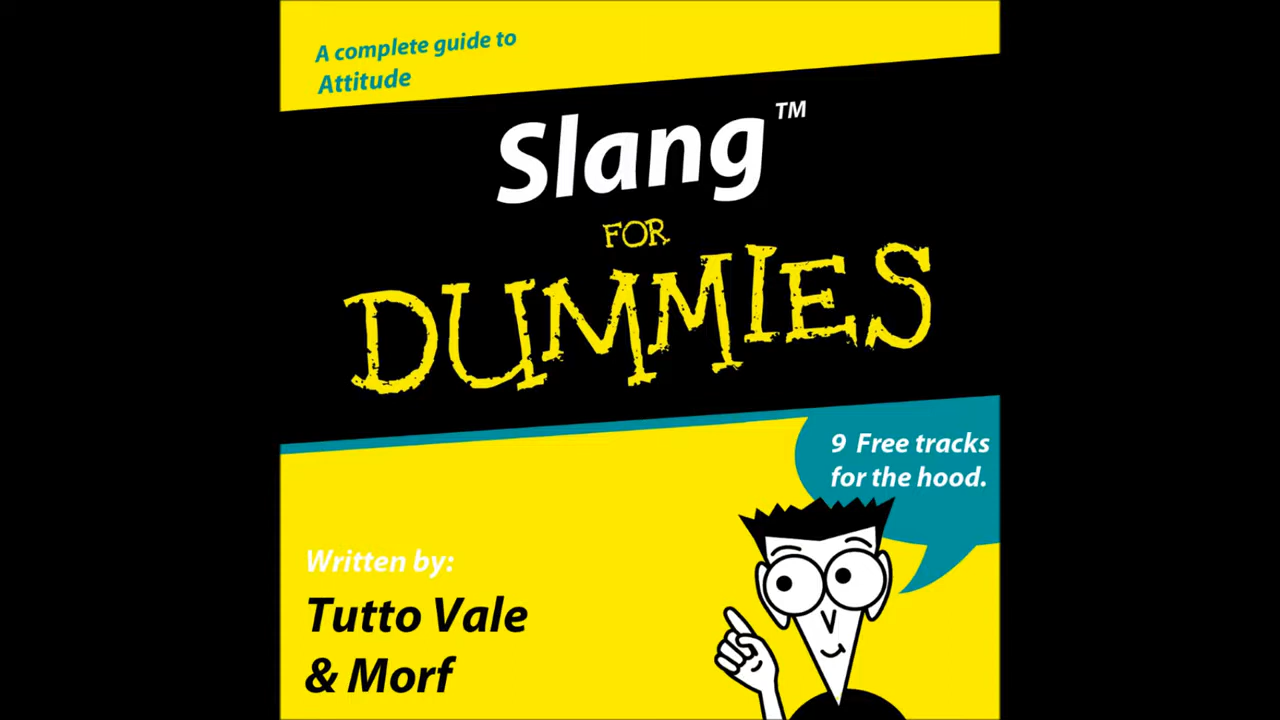 A complete guide to
Attitude
Slang™
FOR
DUMMIES
9 Free tracks
for the hood.
Written by:
Tutto Vale
& Morf